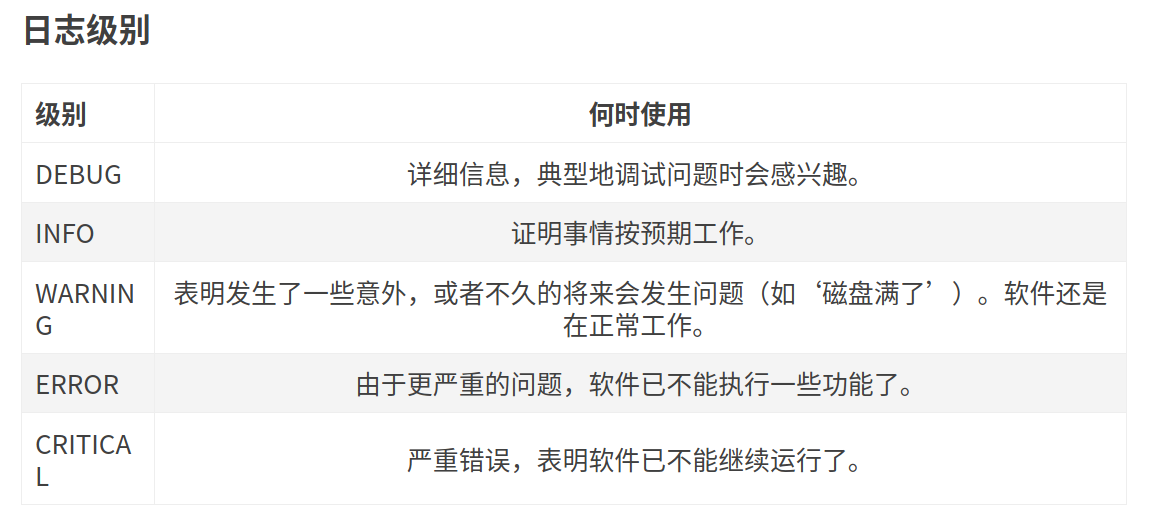 日志级别
级别 何时使用
DEBUG 详细信息，典型地调试问题时会感兴趣。
INFO 证明事情按预期工作。
WARNIN 表明发生了一些意外，或者不久的将来会发生问题（如‘磁盘满了’）。软件还是
G 在正常工作。
ERROR 由于更严重的问题，软件已不能执行一些功能了。
CRITICA
L 严重错误，表明软件已不能继续运行了。